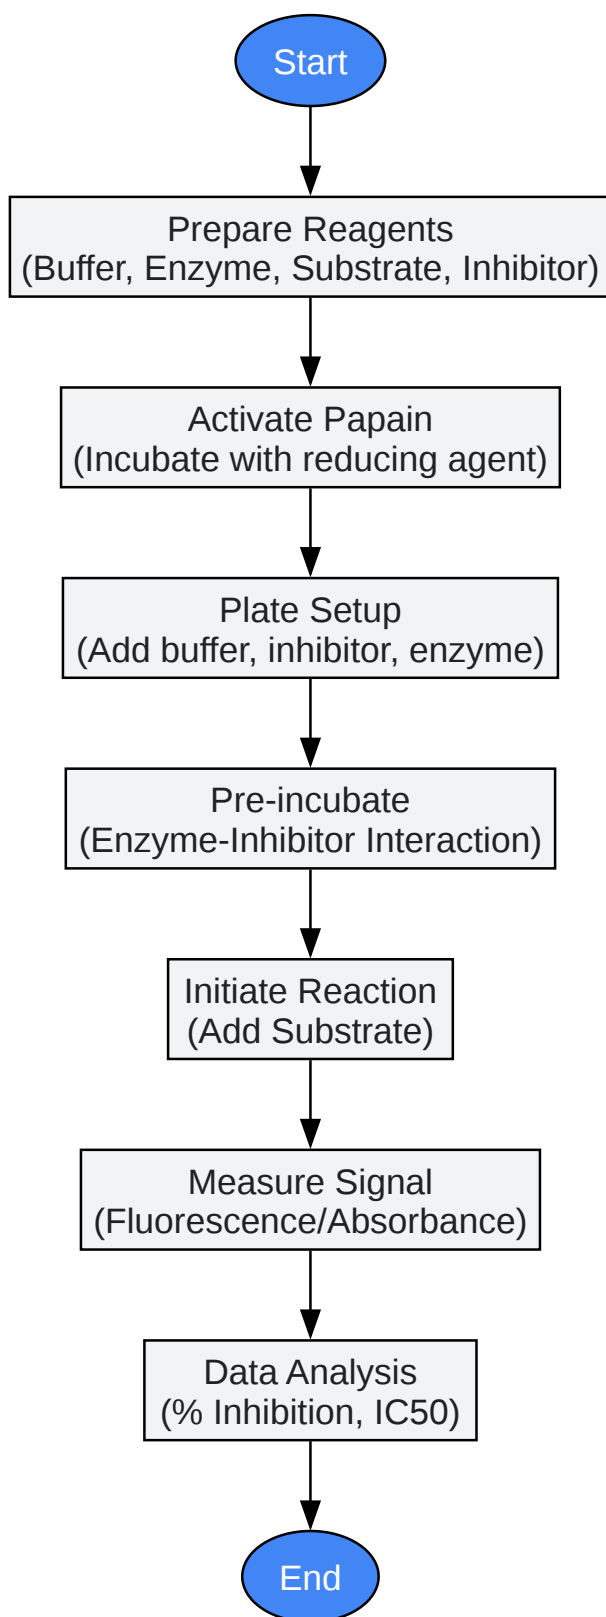 Start
Prepare Reagents
(Buffer, Enzyme, Substrate, Inhibitor)
Activate Papain
(Incubate with reducing agent)
Plate Setup
(Add buffer, inhibitor, enzyme)
Pre-incubate
(Enzyme-Inhibitor Interaction)
Initiate Reaction
(Add Substrate)
Measure Signal
(Fluorescence/Absorbance)
Data Analysis
(% Inhibition, IC50)
End